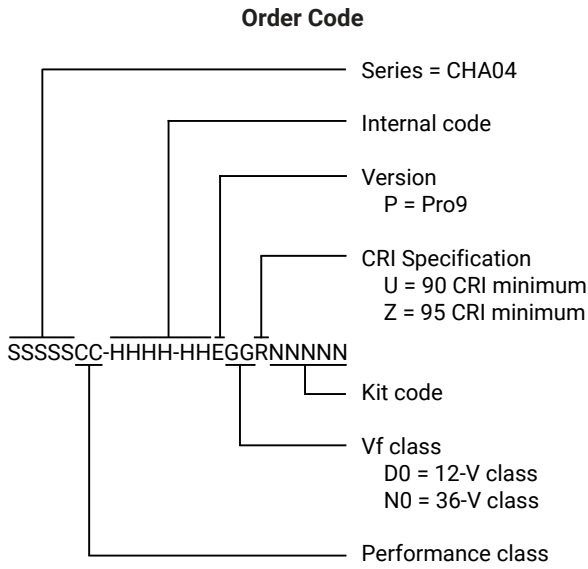 Order Code
Series = CHA04
Internal code
Version
P = Pro9
CRI Specification
U = 90 CRI minimum
Z = 95 CRI minimum
SSSSSCC-HHHH-HHEGGRNNNNN
Kit code
Vf class
D0 = 12-V class
N0 = 36-V class
Performance class